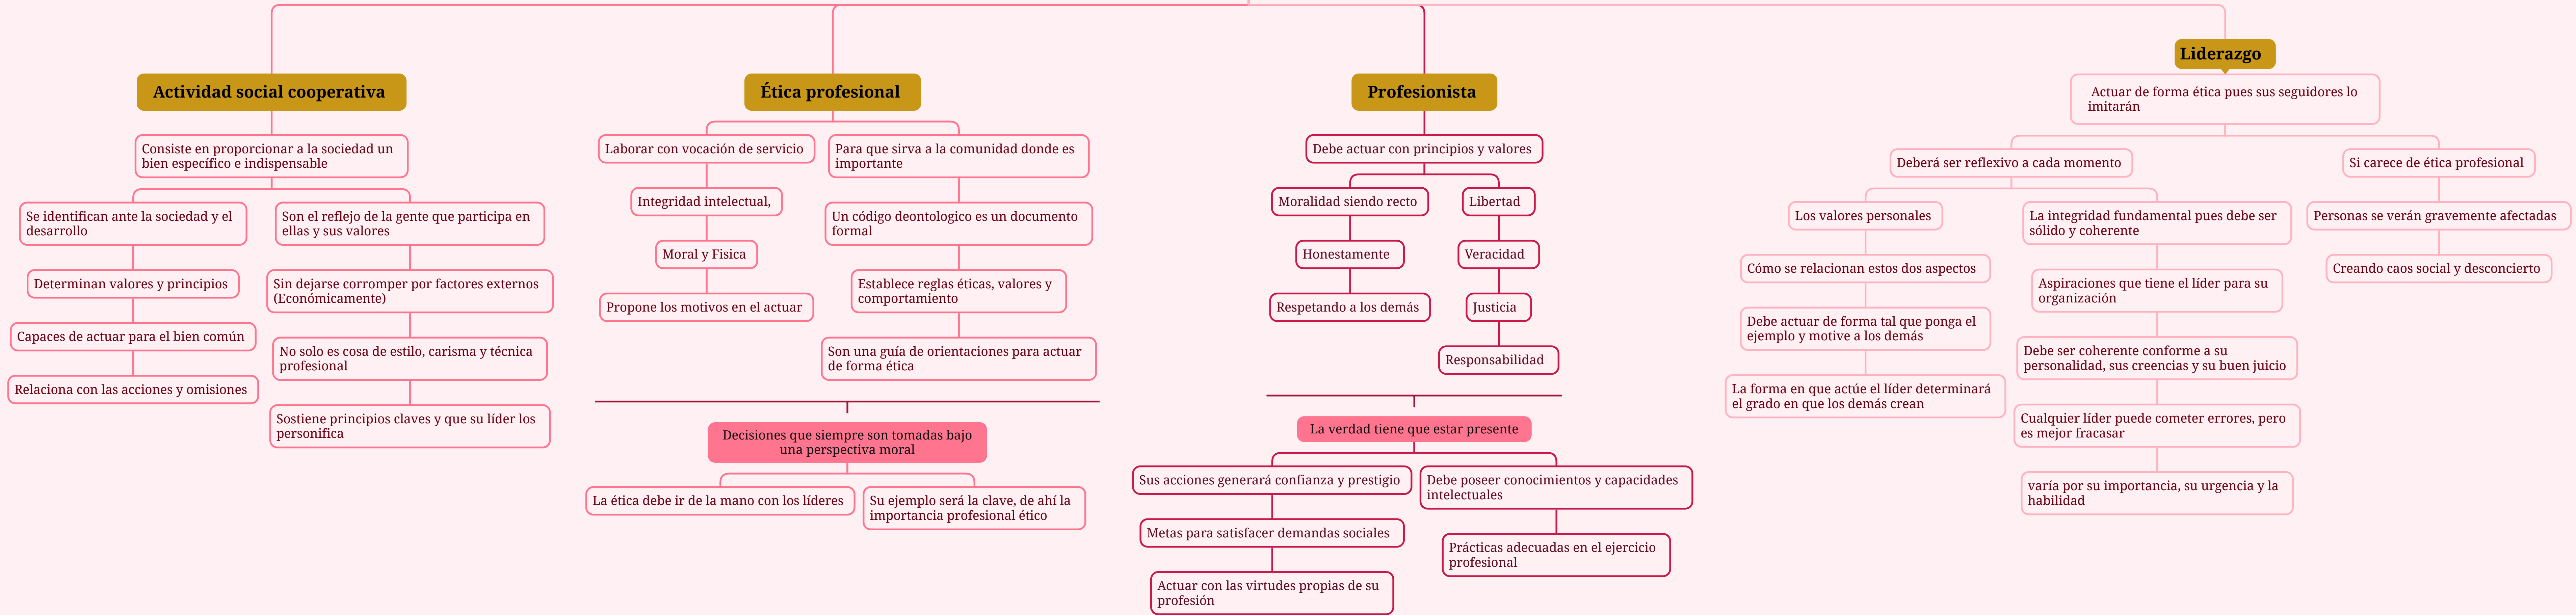 Actividad social cooperativa
Consiste en proporcionar a la sociedad un
bien específico e indispensable
Se identifican ante la sociedad y el
desarrollo
Determinan valores y principios
Capaces de actuar para el bien común
Relaciona con las acciones y omisiones
Son el reflejo de la gente que participa en
ellas y sus valores
Sin dejarse corromper por factores externos
(Económicamente)
No solo es cosa de estilo, carisma y técnica
profesional
Sostiene principios claves y que su líder los
personifica
Ética profesional
Laborar con vocación de servicio
Integridad intelectual,
Moral y Fisica
Propone los motivos en el actuar
Para que sirva a la comunidad donde es
importante
Un código deontologico es un documento
formal
Establece reglas éticas, valores y
comportamiento
Son una guía de orientaciones para actuar
de forma ética
Decisiones que siempre son tomadas bajo
una perspectiva moral
La ética debe ir de la mano con los líderes
Su ejemplo será la clave, de ahí la
importancia profesional ético
Profesionista
Debe actuar con principios y valores
Moralidad siendo recto
Honestamente
Respetando a los demás
Libertad
Veracidad
Justicia
Responsabilidad
La verdad tiene que estar presente
Sus acciones generará confianza y prestigio
Metas para satisfacer demandas sociales
Actuar con las virtudes propias de su
profesión
Debe poseer conocimientos y capacidades
intelectuales
Prácticas adecuadas en el ejercicio
profesional
Liderazgo
Actuar de forma ética pues sus seguidores lo
imitarán
Deberá ser reflexivo a cada momento
Los valores personales
Cómo se relacionan estos dos aspectos
Debe actuar de forma tal que ponga el
ejemplo y motive a los demás
La forma en que actúe el líder determinará
el grado en que los demás crean
La integridad fundamental pues debe ser
sólido y coherente
Aspiraciones que tiene el líder para su
organización
Debe ser coherente conforme a su
personalidad, sus creencias y su buen juicio
Cualquier líder puede cometer errores, pero
es mejor fracasar
varía por su importancia, su urgencia y la
habilidad
Si carece de ética profesional
Personas se verán gravemente afectadas
Creando caos social y desconcierto